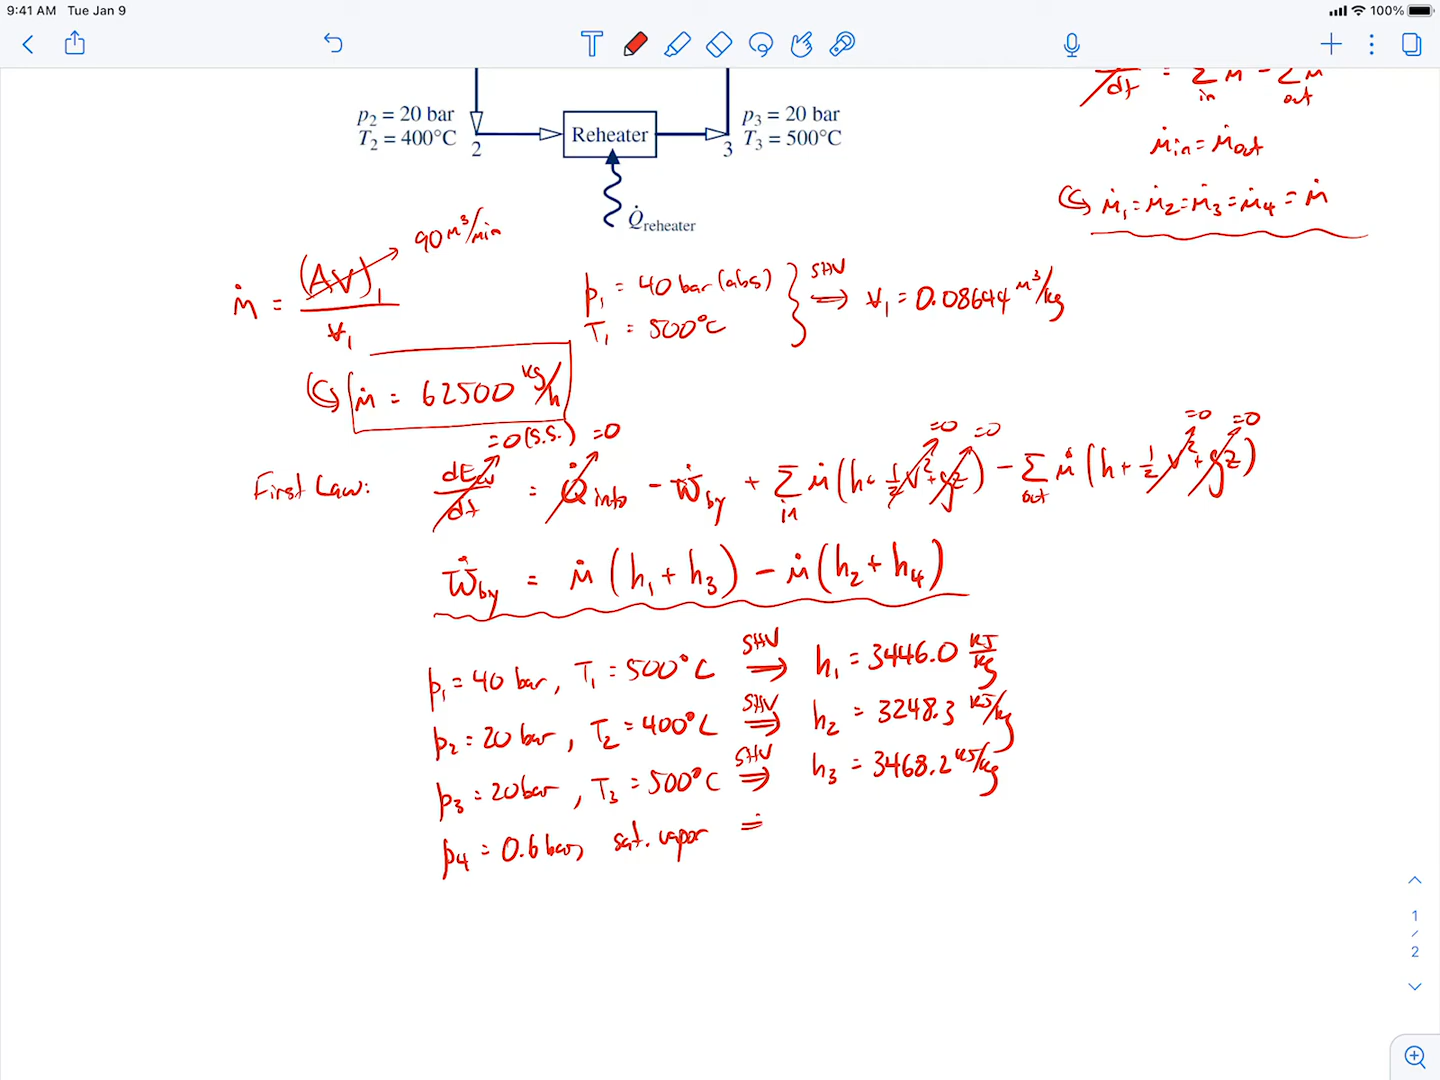 9:41 AM Tue Jan 9
100%
dt = Σ ṁ − Σ ṁ
in out
p₂ = 20 bar
T₂ = 400°C
2
Reheater
p₃ = 20 bar
3 T₃ = 500°C
Q̇reheater
ṁin = ṁout
ṁ₁ = ṁ₂ = ṁ₃ = ṁ₄ = ṁ
ṁ = (AV)₁ / v₁
90 m³/min
p₁ = 40 bar (abs)
T₁ = 500°C
SHV ⇒ v₁ = 0.08644 m³/kg
ṁ = 62500 kg/h
=0 (S.S.) =0 =0 =0 =0 =0
First Law: dEcv/dt = Q̇into − Ẇby + Σin ṁ(h + ½V² + gz) − Σout ṁ(h + ½V² + gz)
Ẇby = ṁ(h₁ + h₃) − ṁ(h₂ + h₄)
p₁ = 40 bar, T₁ = 500°C SHV ⇒ h₁ = 3446.0 kJ/kg
p₂ = 20 bar, T₂ = 400°C SHV ⇒ h₂ = 3248.3 kJ/kg
p₃ = 20 bar, T₃ = 500°C SHV ⇒ h₃ = 3468.2 kJ/kg
p₄ = 0.6 bar, sat. vapor =
1
/
2